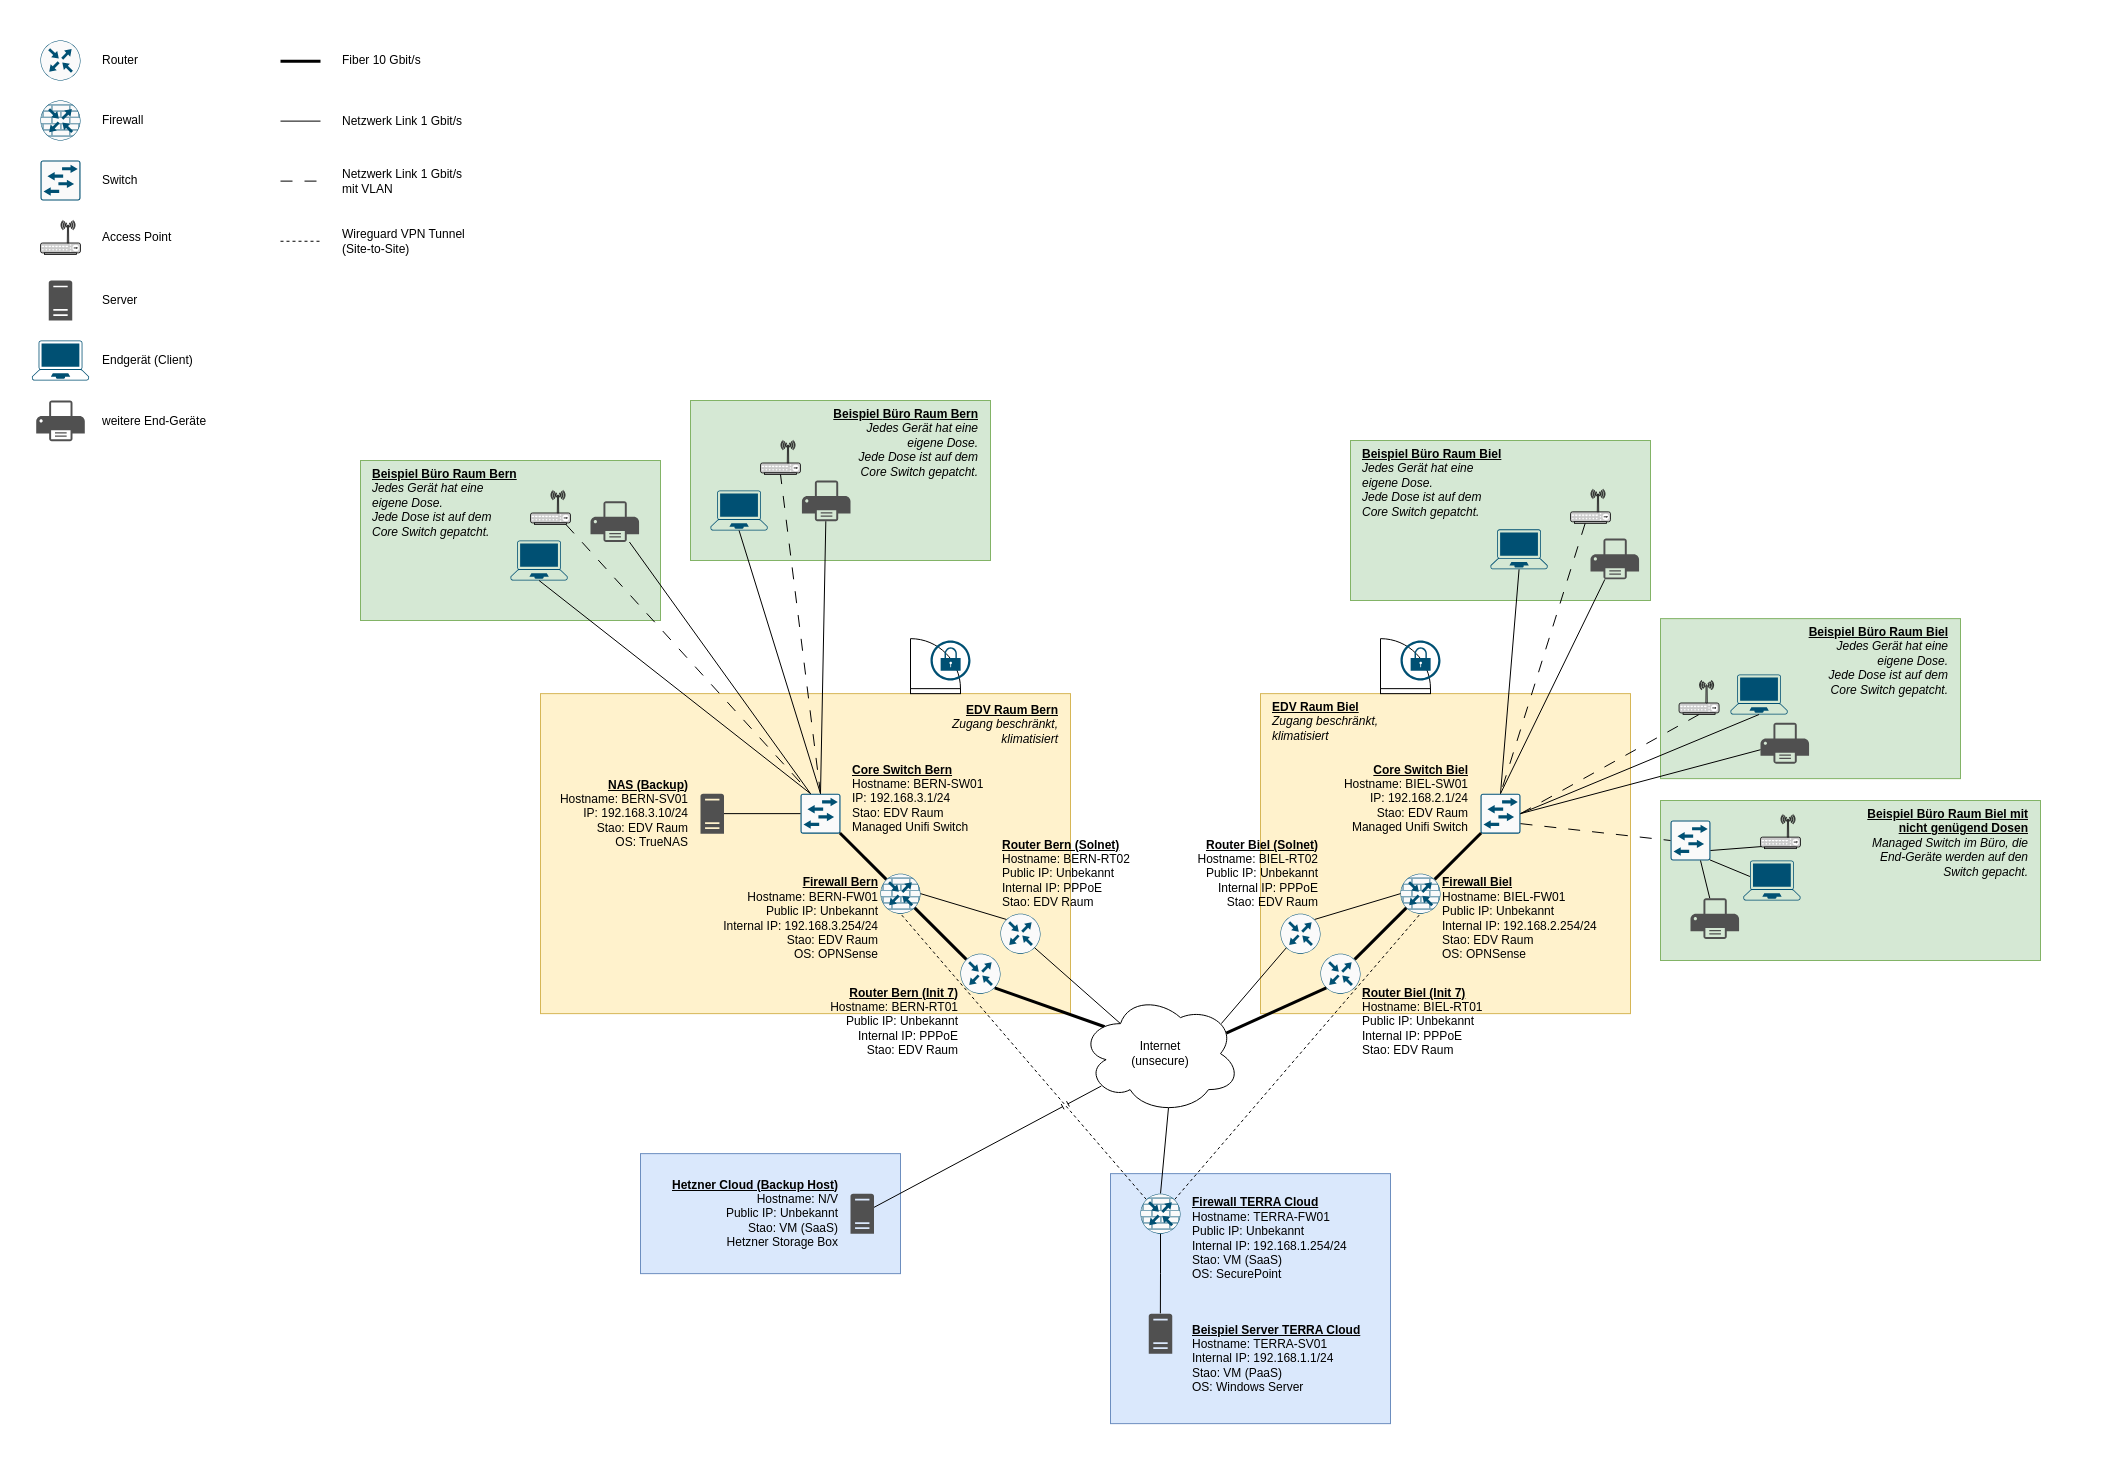 Router
Fiber 10 Gbit/s
Firewall
Netzwerk Link 1 Gbit/s
Switch
Netzwerk Link 1 Gbit/s
mit VLAN
Access Point
Wireguard VPN Tunnel
(Site-to-Site)
Server
Endgerät (Client)
weitere End-Geräte
Beispiel Büro Raum Bern
Jedes Gerät hat eine
eigene Dose.
Jede Dose ist auf dem
Core Switch gepatcht.
Beispiel Büro Raum Bern
Jedes Gerät hat eine
eigene Dose.
Jede Dose ist auf dem
Core Switch gepatcht.
Beispiel Büro Raum Biel
Jedes Gerät hat eine
eigene Dose.
Jede Dose ist auf dem
Core Switch gepatcht.
Beispiel Büro Raum Biel
Jedes Gerät hat eine
eigene Dose.
Jede Dose ist auf dem
Core Switch gepatcht.
Beispiel Büro Raum Biel mit
nicht genügend Dosen
Managed Switch im Büro, die
End-Geräte werden auf den
Switch gepacht.
EDV Raum Bern
Zugang beschränkt,
klimatisiert
NAS (Backup)
Hostname: BERN-SV01
IP: 192.168.3.10/24
Stao: EDV Raum
OS: TrueNAS
Core Switch Bern
Hostname: BERN-SW01
IP: 192.168.3.1/24
Stao: EDV Raum
Managed Unifi Switch
Router Bern (Solnet)
Hostname: BERN-RT02
Public IP: Unbekannt
Internal IP: PPPoE
Stao: EDV Raum
Firewall Bern
Hostname: BERN-FW01
Public IP: Unbekannt
Internal IP: 192.168.3.254/24
Stao: EDV Raum
OS: OPNSense
Router Bern (Init 7)
Hostname: BERN-RT01
Public IP: Unbekannt
Internal IP: PPPoE
Stao: EDV Raum
EDV Raum Biel
Zugang beschränkt,
klimatisiert
Core Switch Biel
Hostname: BIEL-SW01
IP: 192.168.2.1/24
Stao: EDV Raum
Managed Unifi Switch
Router Biel (Solnet)
Hostname: BIEL-RT02
Public IP: Unbekannt
Internal IP: PPPoE
Stao: EDV Raum
Firewall Biel
Hostname: BIEL-FW01
Public IP: Unbekannt
Internal IP: 192.168.2.254/24
Stao: EDV Raum
OS: OPNSense
Router Biel (Init 7)
Hostname: BIEL-RT01
Public IP: Unbekannt
Internal IP: PPPoE
Stao: EDV Raum
Internet
(unsecure)
Hetzner Cloud (Backup Host)
Hostname: N/V
Public IP: Unbekannt
Stao: VM (SaaS)
Hetzner Storage Box
Firewall TERRA Cloud
Hostname: TERRA-FW01
Public IP: Unbekannt
Internal IP: 192.168.1.254/24
Stao: VM (SaaS)
OS: SecurePoint
Beispiel Server TERRA Cloud
Hostname: TERRA-SV01
Internal IP: 192.168.1.1/24
Stao: VM (PaaS)
OS: Windows Server